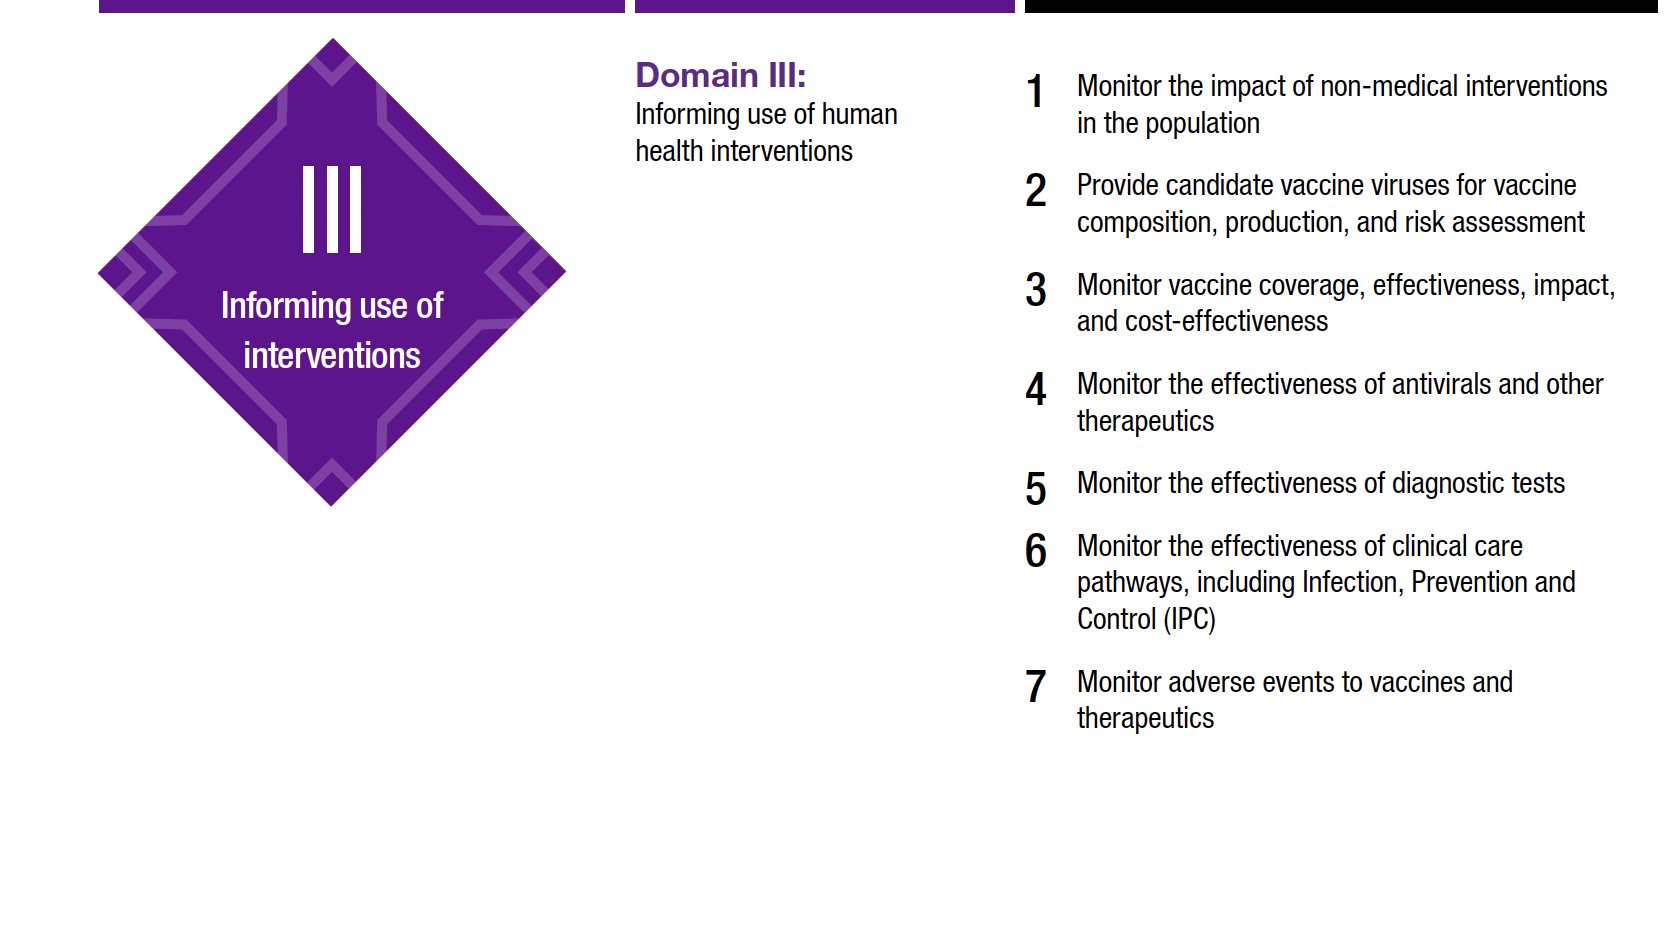 III
Informing use of
interventions
Domain III:
Informing use of human
health interventions
1 Monitor the impact of non-medical interventions
in the population
2 Provide candidate vaccine viruses for vaccine
composition, production, and risk assessment
3 Monitor vaccine coverage, effectiveness, impact,
and cost-effectiveness
4 Monitor the effectiveness of antivirals and other
therapeutics
5 Monitor the effectiveness of diagnostic tests
6 Monitor the effectiveness of clinical care
pathways, including Infection, Prevention and
Control (IPC)
7 Monitor adverse events to vaccines and
therapeutics